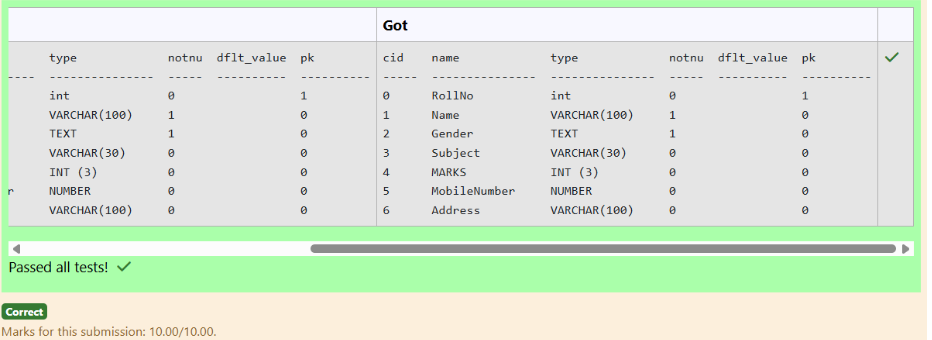 Got
type notnu dflt_value pk cid name type notnu dflt_value pk
---- -------------- ----- ---------- ---------- ----- -------------- -------------- ----- ---------- ----------
int 0 1 0 RollNo int 0 1
VARCHAR(100) 1 0 1 Name VARCHAR(100) 1 0
TEXT 1 0 2 Gender TEXT 1 0
VARCHAR(30) 0 0 3 Subject VARCHAR(30) 0 0
INT (3) 0 0 4 MARKS INT (3) 0 0
r NUMBER 0 0 5 MobileNumber NUMBER 0 0
VARCHAR(100) 0 0 6 Address VARCHAR(100) 0 0
Passed all tests!
Correct
Marks for this submission: 10.00/10.00.